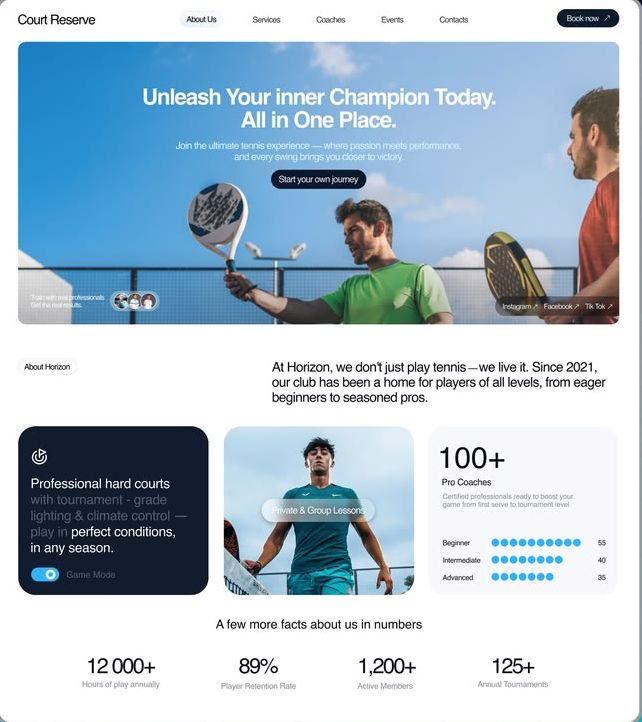 Court Reserve
About Us
Services
Coaches
Events
Contacts
Book now ↗
Unleash Your inner Champion Today.
All in One Place.
Join the ultimate tennis experience — where passion meets performance,
and every swing brings you closer to victory.
Start your own journey
Train with real professionals
Get the real results.
Instagram ↗ Facebook ↗ Tik Tok ↗
About Horizon
At Horizon, we don't just play tennis — we live it. Since 2021,
our club has been a home for players of all levels, from eager
beginners to seasoned pros.
Professional hard courts
with tournament - grade
lighting & climate control —
play in perfect conditions,
in any season.
Game Mode
Private & Group Lessons
100+
Pro Coaches
Certified professionals ready to boost your
game from first serve to tournament level
Beginner 55
Intermediate 40
Advanced 35
A few more facts about us in numbers
12 000+
Hours of play annually
89%
Player Retention Rate
1,200+
Active Members
125+
Annual Tournaments